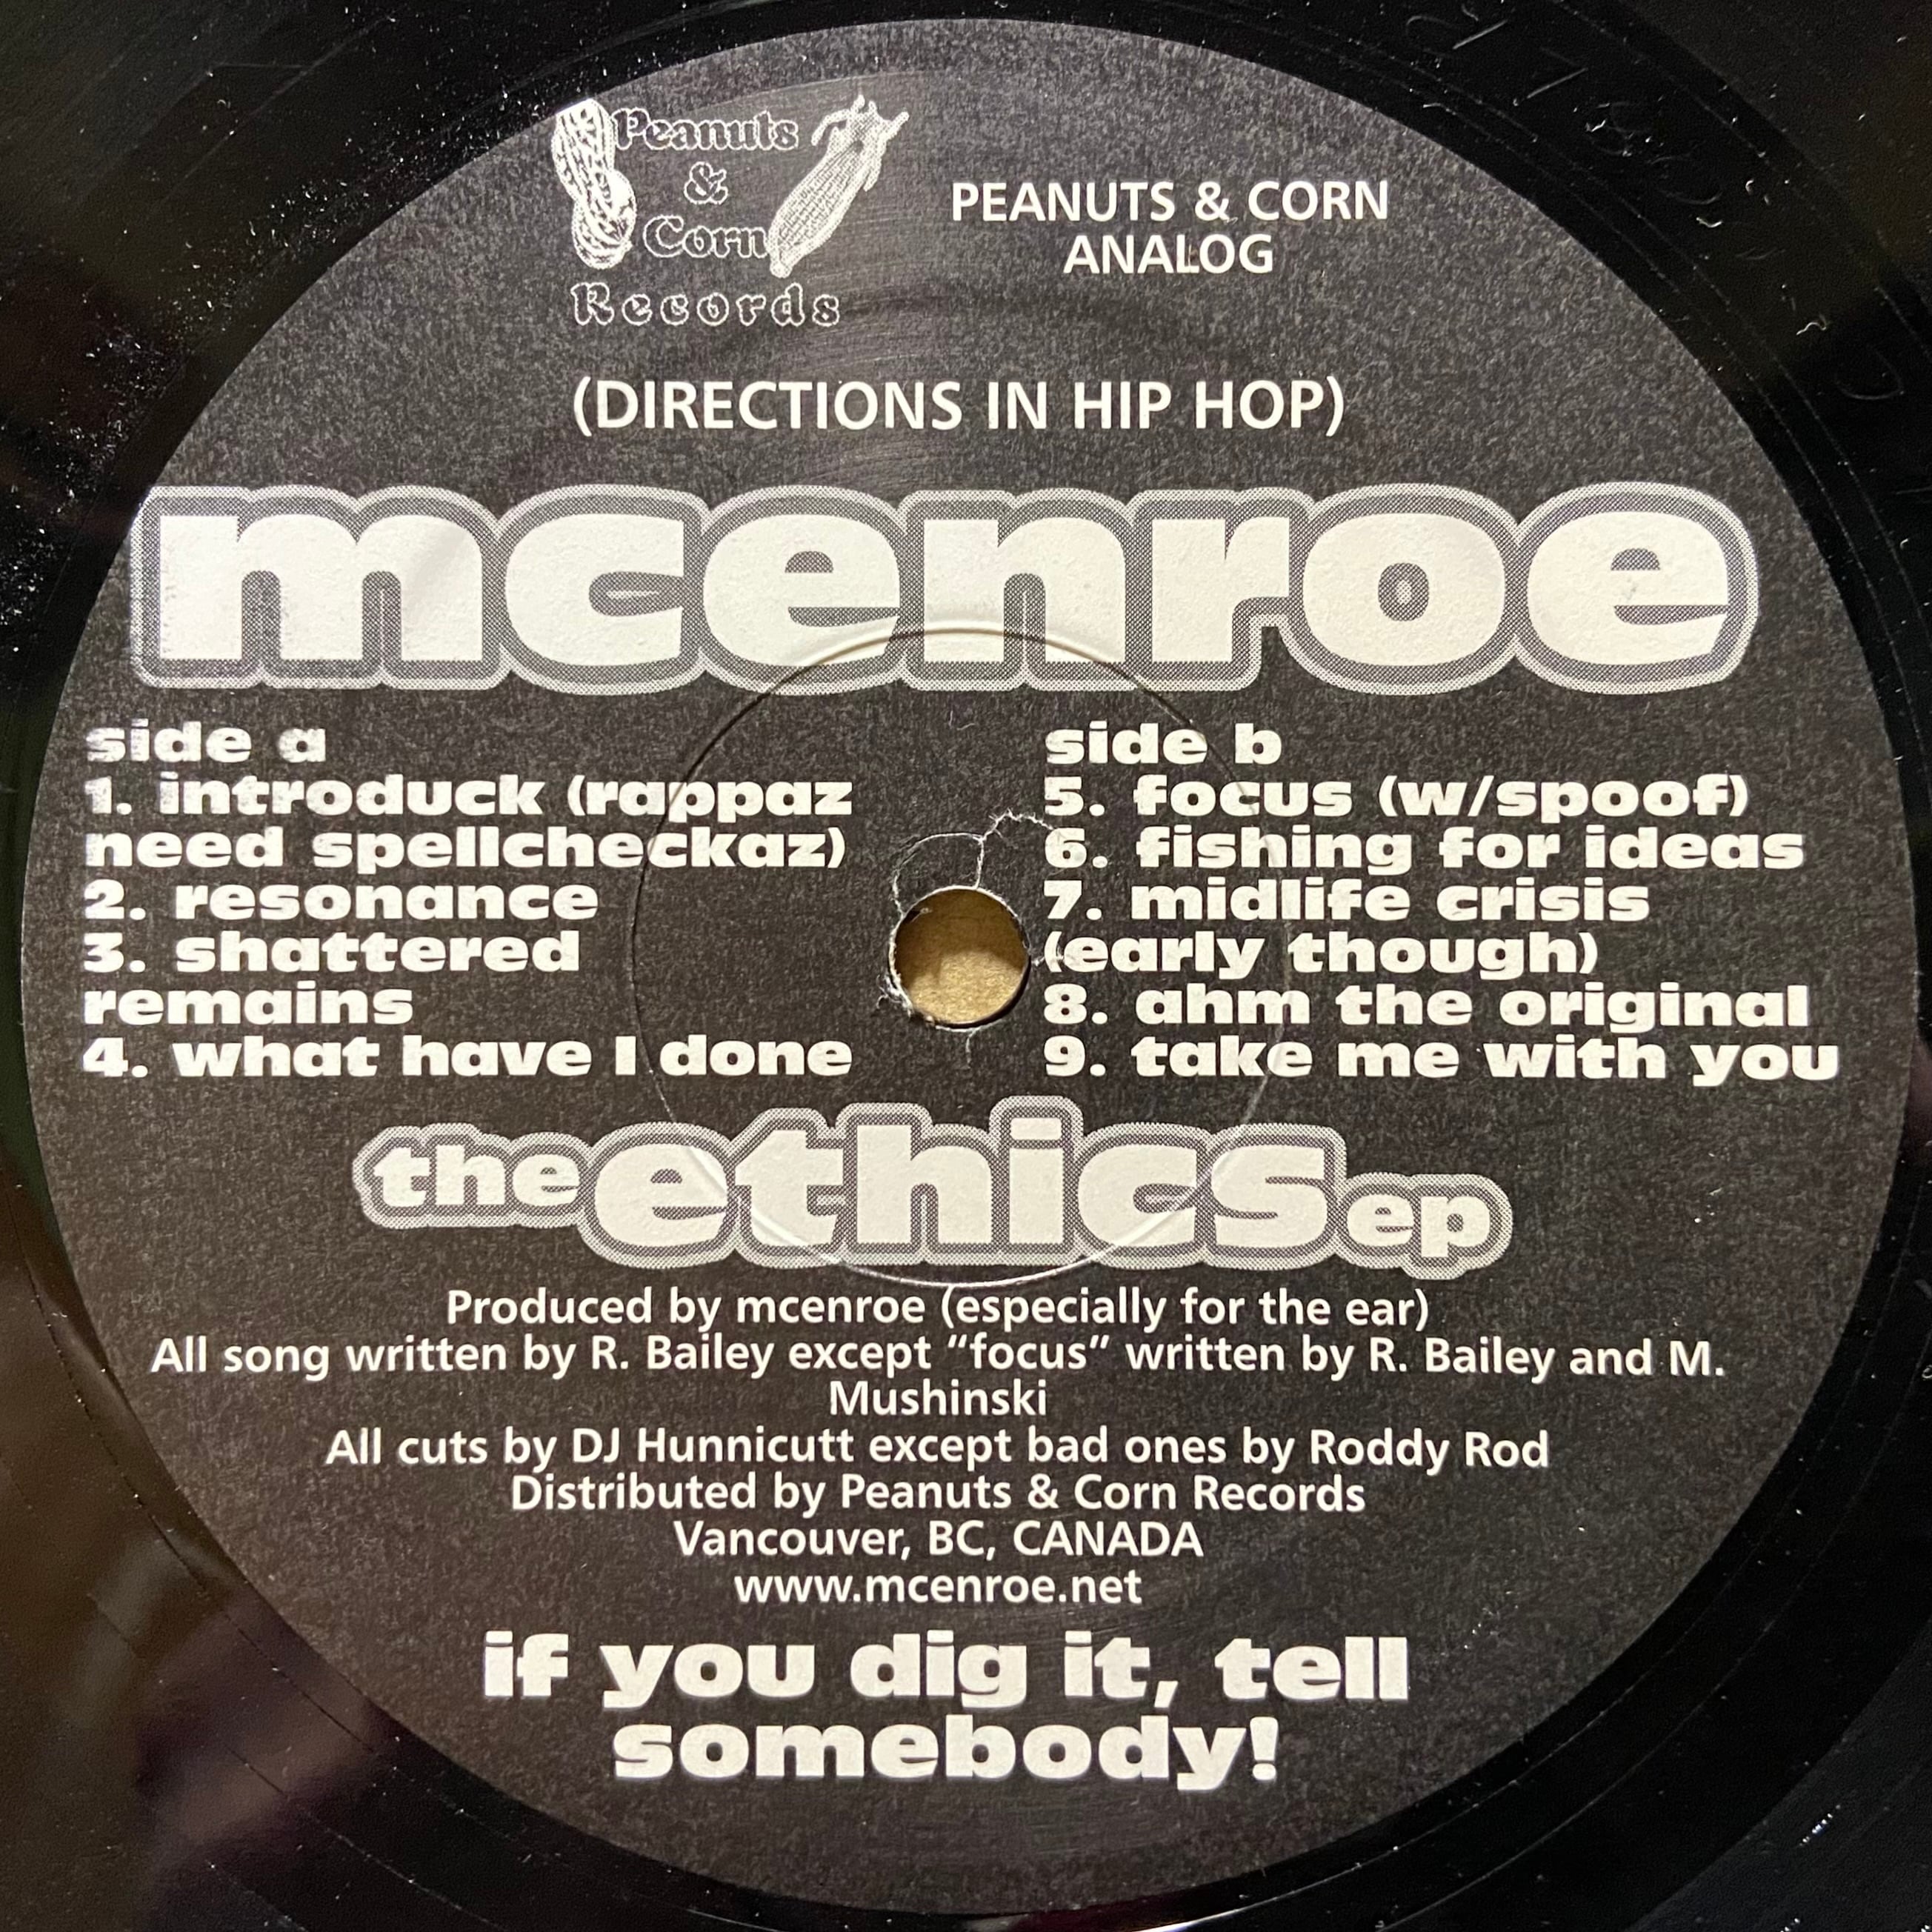 Peanuts
&
Corn
Records
PEANUTS & CORN
ANALOG
(DIRECTIONS IN HIP HOP)
mcenroe
side a
1. introduck (rappaz
need spellcheckaz)
2. resonance
3. shattered
remains
4. what have I done
side b
5. focus (w/spoof)
6. fishing for ideas
7. midlife crisis
(early though)
8. ahm the original
9. take me with you
the ethics ep
Produced by mcenroe (especially for the ear)
All song written by R. Bailey except “focus” written by R. Bailey and M.
Mushinski
All cuts by DJ Hunnicutt except bad ones by Roddy Rod
Distributed by Peanuts & Corn Records
Vancouver, BC, CANADA
www.mcenroe.net
if you dig it, tell
somebody!